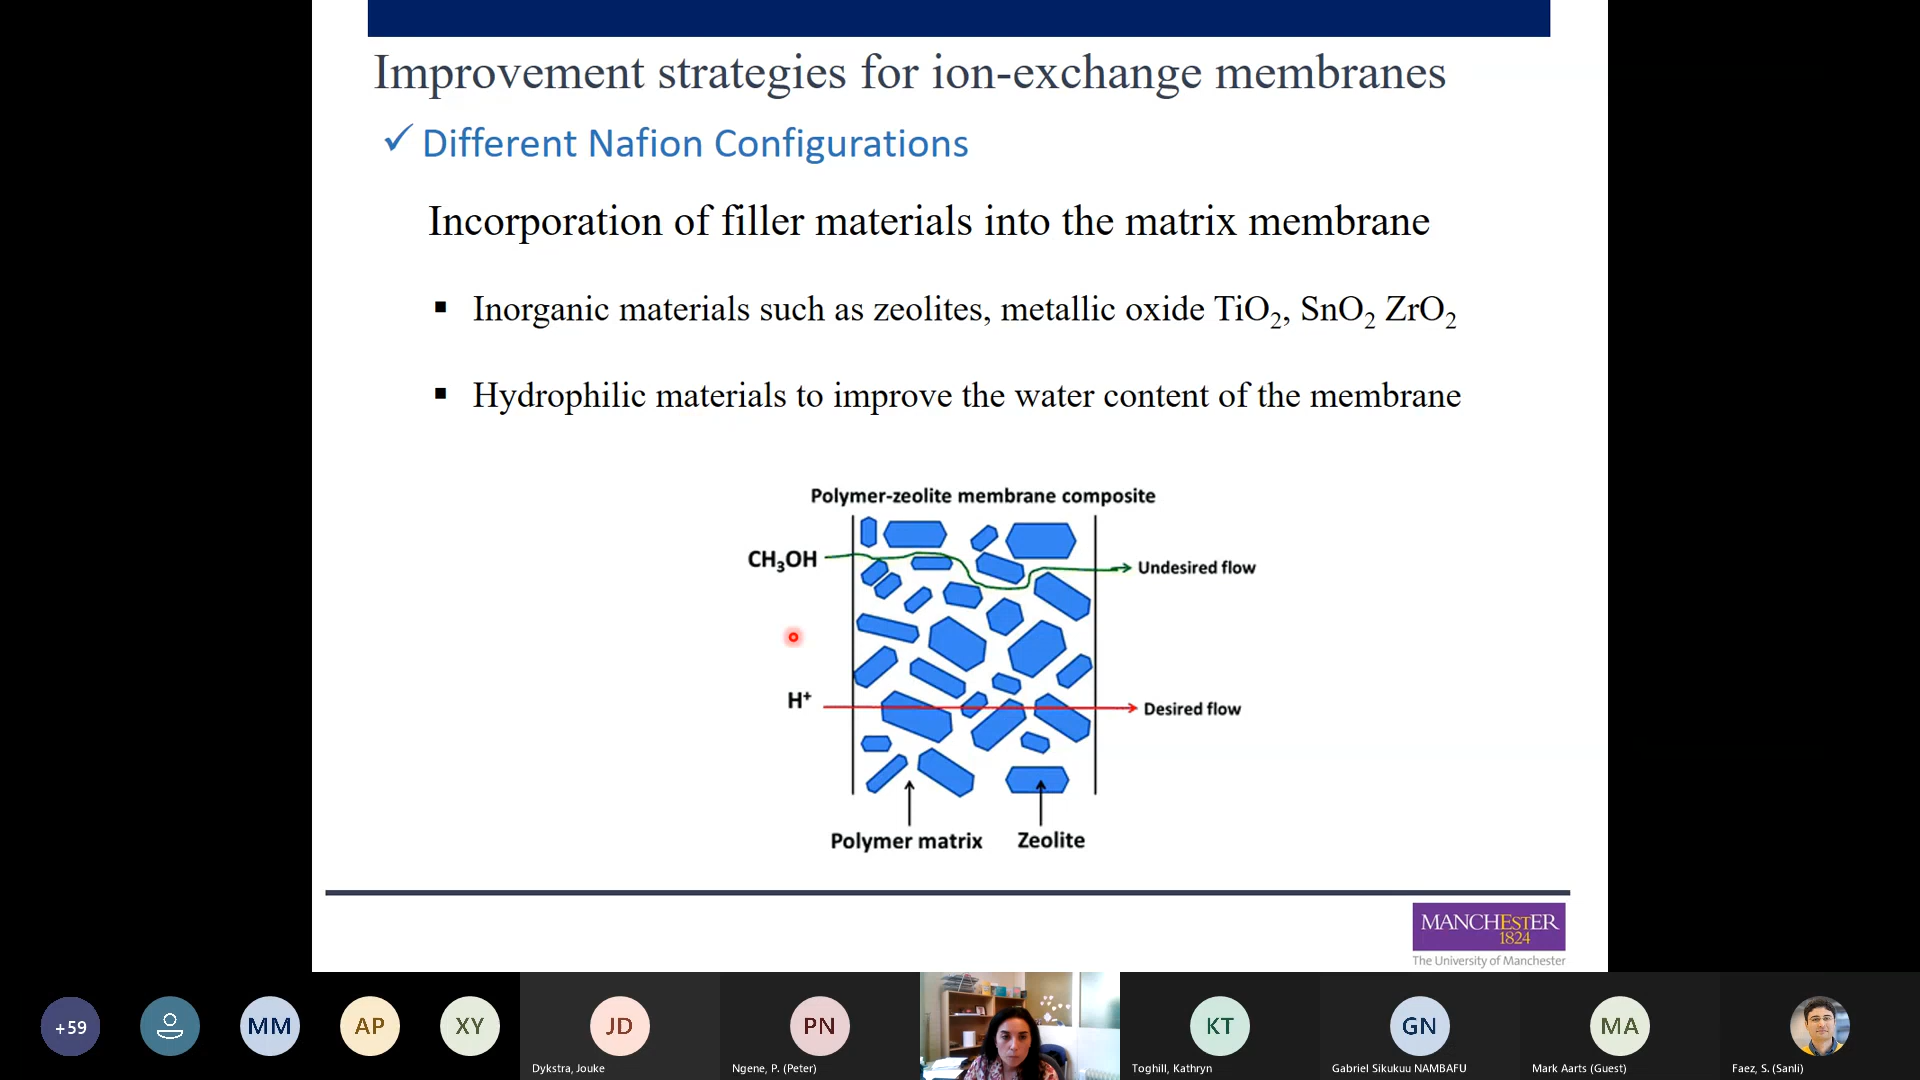 Improvement strategies for ion-exchange membranes
✓ Different Nafion Configurations
Incorporation of filler materials into the matrix membrane
▪ Inorganic materials such as zeolites, metallic oxide TiO₂, SnO₂ ZrO₂
▪ Hydrophilic materials to improve the water content of the membrane
Polymer-zeolite membrane composite
CH₃OH
Undesired flow
H⁺
Desired flow
Polymer matrix
Zeolite
MANCHESTER
1824
The University of Manchester
+59
MM
AP
XY
JD
PN
KT
GN
MA
Dykstra, Jouke
Ngene, P. (Peter)
Toghill, Kathryn
Gabriel Sikukuu NAMBAFU
Mark Aarts (Guest)
Faez, S. (Sanli)